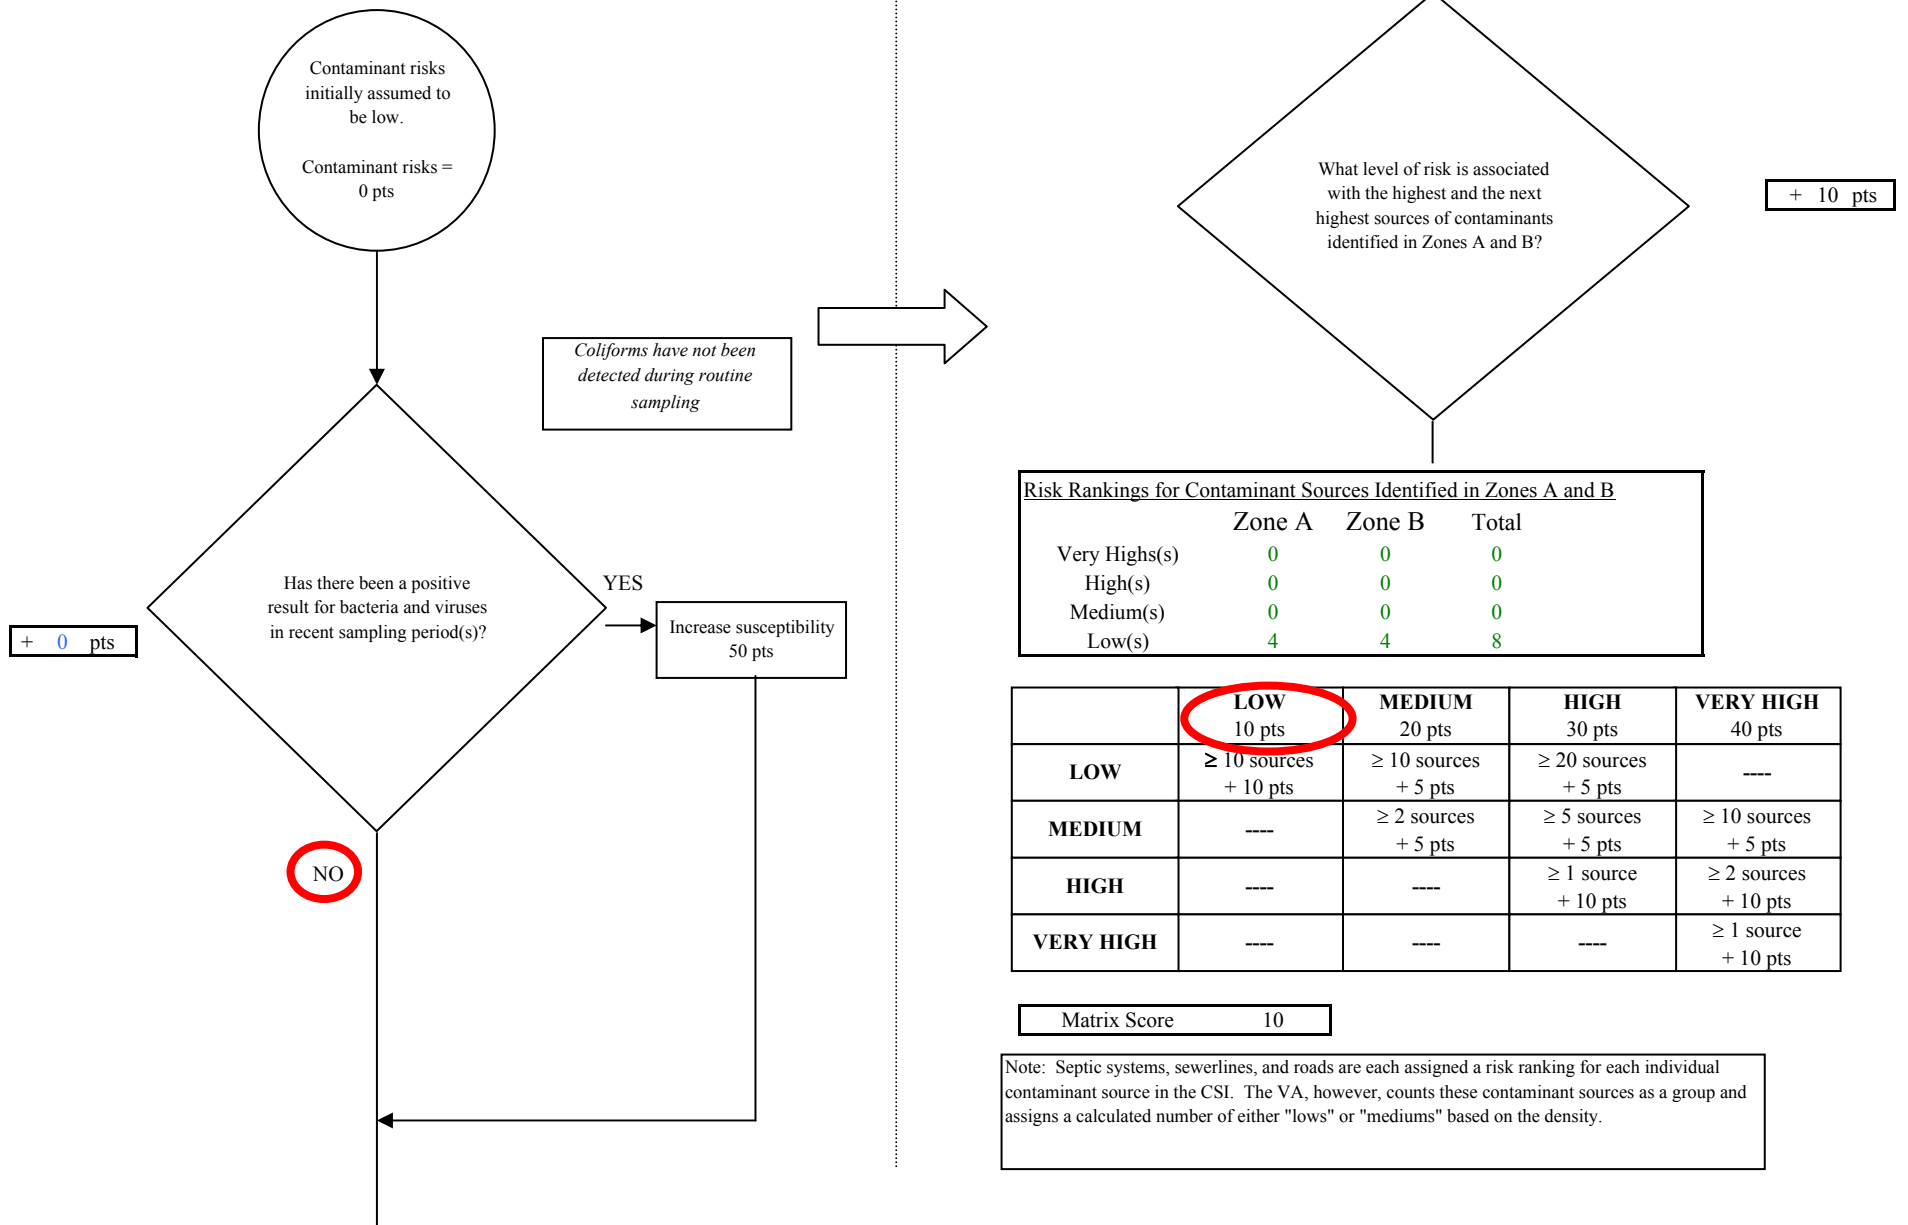 Contaminant risks
initially assumed to
be low.
Contaminant risks =
0 pts
Coliforms have not been
detected during routine
sampling
Has there been a positive
result for bacteria and viruses
in recent sampling period(s)?
YES
Increase susceptibility
50 pts
+ 0 pts
NO
What level of risk is associated
with the highest and the next
highest sources of contaminants
identified in Zones A and B?
+ 10 pts
Risk Rankings for Contaminant Sources Identified in Zones A and B
Zone A Zone B Total
Very Highs(s) 0 0 0
High(s) 0 0 0
Medium(s) 0 0 0
Low(s) 4 4 8
LOW MEDIUM HIGH VERY HIGH
10 pts 20 pts 30 pts 40 pts
LOW ≥ 10 sources ≥ 10 sources ≥ 20 sources ----
+ 10 pts + 5 pts + 5 pts
MEDIUM ---- ≥ 2 sources ≥ 5 sources ≥ 10 sources
+ 5 pts + 5 pts + 5 pts
HIGH ---- ---- ≥ 1 source ≥ 2 sources
+ 10 pts + 10 pts
VERY HIGH ---- ---- ---- ≥ 1 source
+ 10 pts
Matrix Score 10
Note: Septic systems, sewerlines, and roads are each assigned a risk ranking for each individual
contaminant source in the CSI. The VA, however, counts these contaminant sources as a group and
assigns a calculated number of either "lows" or "mediums" based on the density.